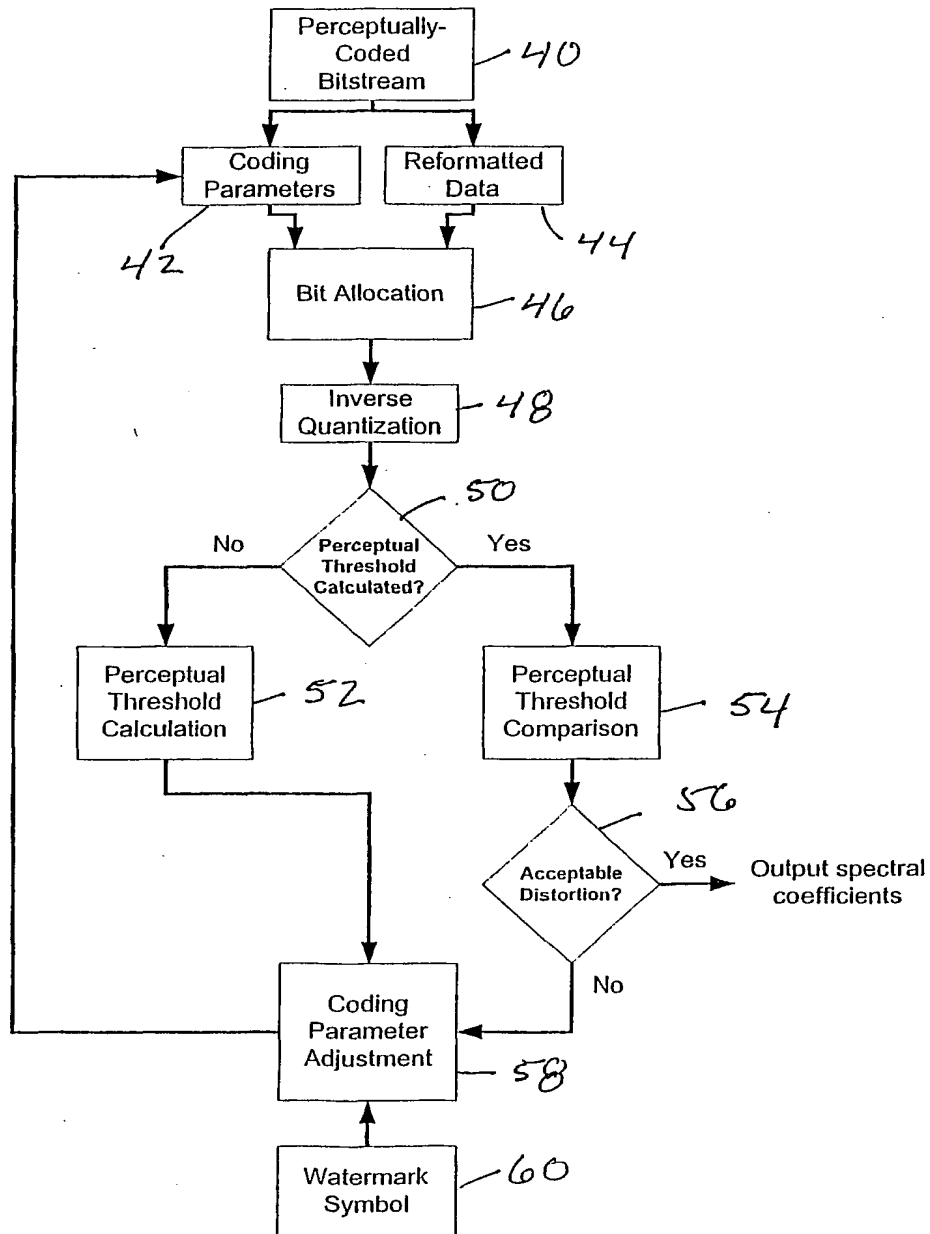 Perceptually-
Coded
Bitstream
40
Coding
Parameters
Reformatted
Data
42
44
Bit Allocation
46
Inverse
Quantization
48
50
No
Perceptual
Threshold
Calculated?
Yes
Perceptual
Threshold
Calculation
52
Perceptual
Threshold
Comparison
54
56
Acceptable
Distortion?
Yes
Output spectral
coefficients
No
Coding
Parameter
Adjustment
58
Watermark
Symbol
60